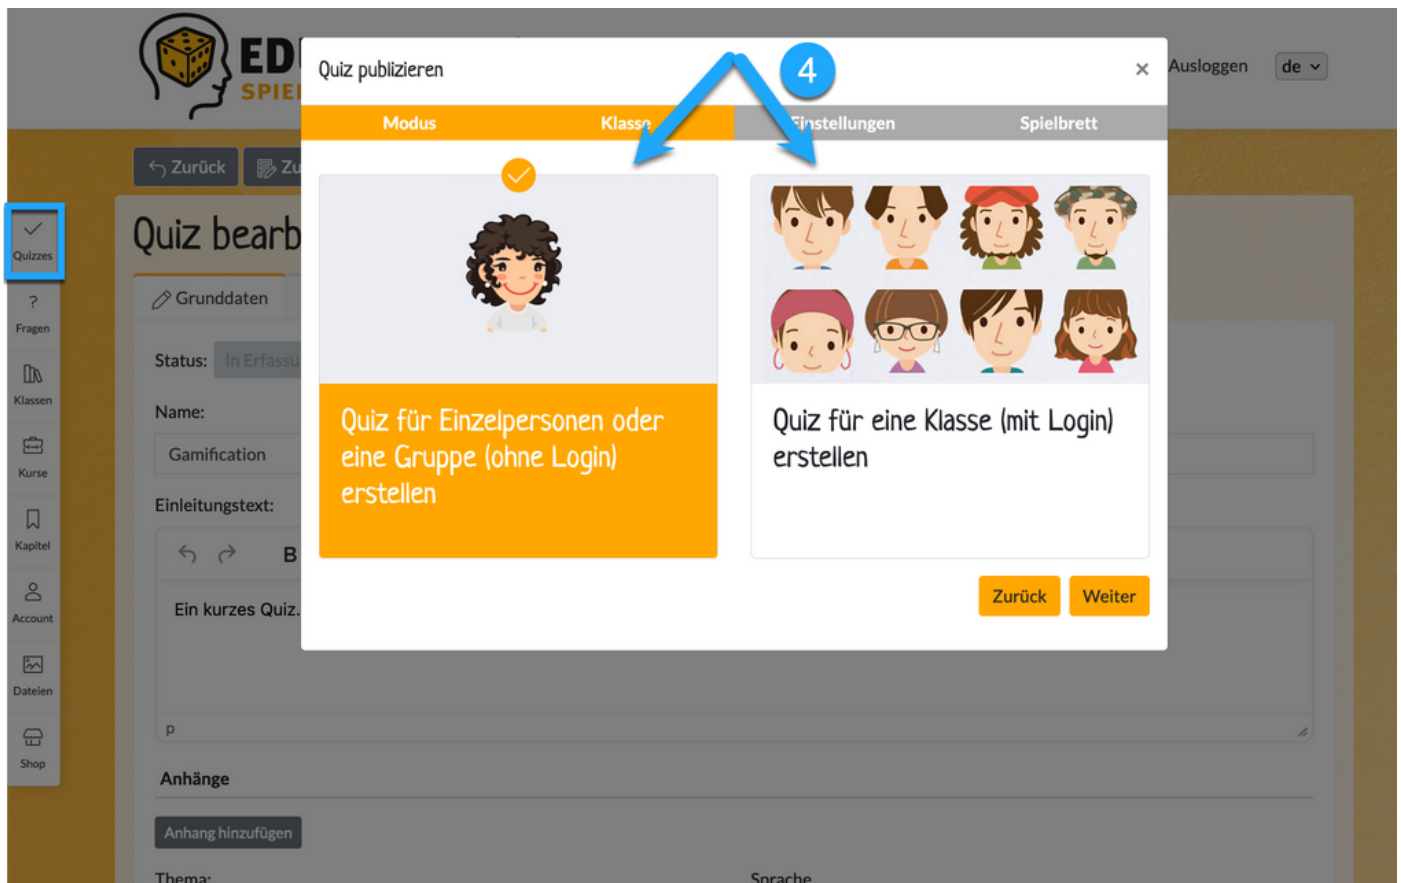 EDU
SPIE
Quiz publizieren
4
×
Ausloggen
de
Modus
Klasse
Einstellungen
Spielbrett
Zurück
Zu
Quizzes
Quiz bearb
Fragen
Grunddaten
Klassen
Status: In Erfassu
Name:
Gamification
Kurse
Quiz für Einzelpersonen oder
eine Gruppe (ohne Login)
erstellen
Quiz für eine Klasse (mit Login)
erstellen
Einleitungstext:
Kapitel
B
Account
Ein kurzes Quiz.
Zurück
Weiter
Dateien
p
Shop
Anhänge
Anhang hinzufügen
Thema:
Sprache